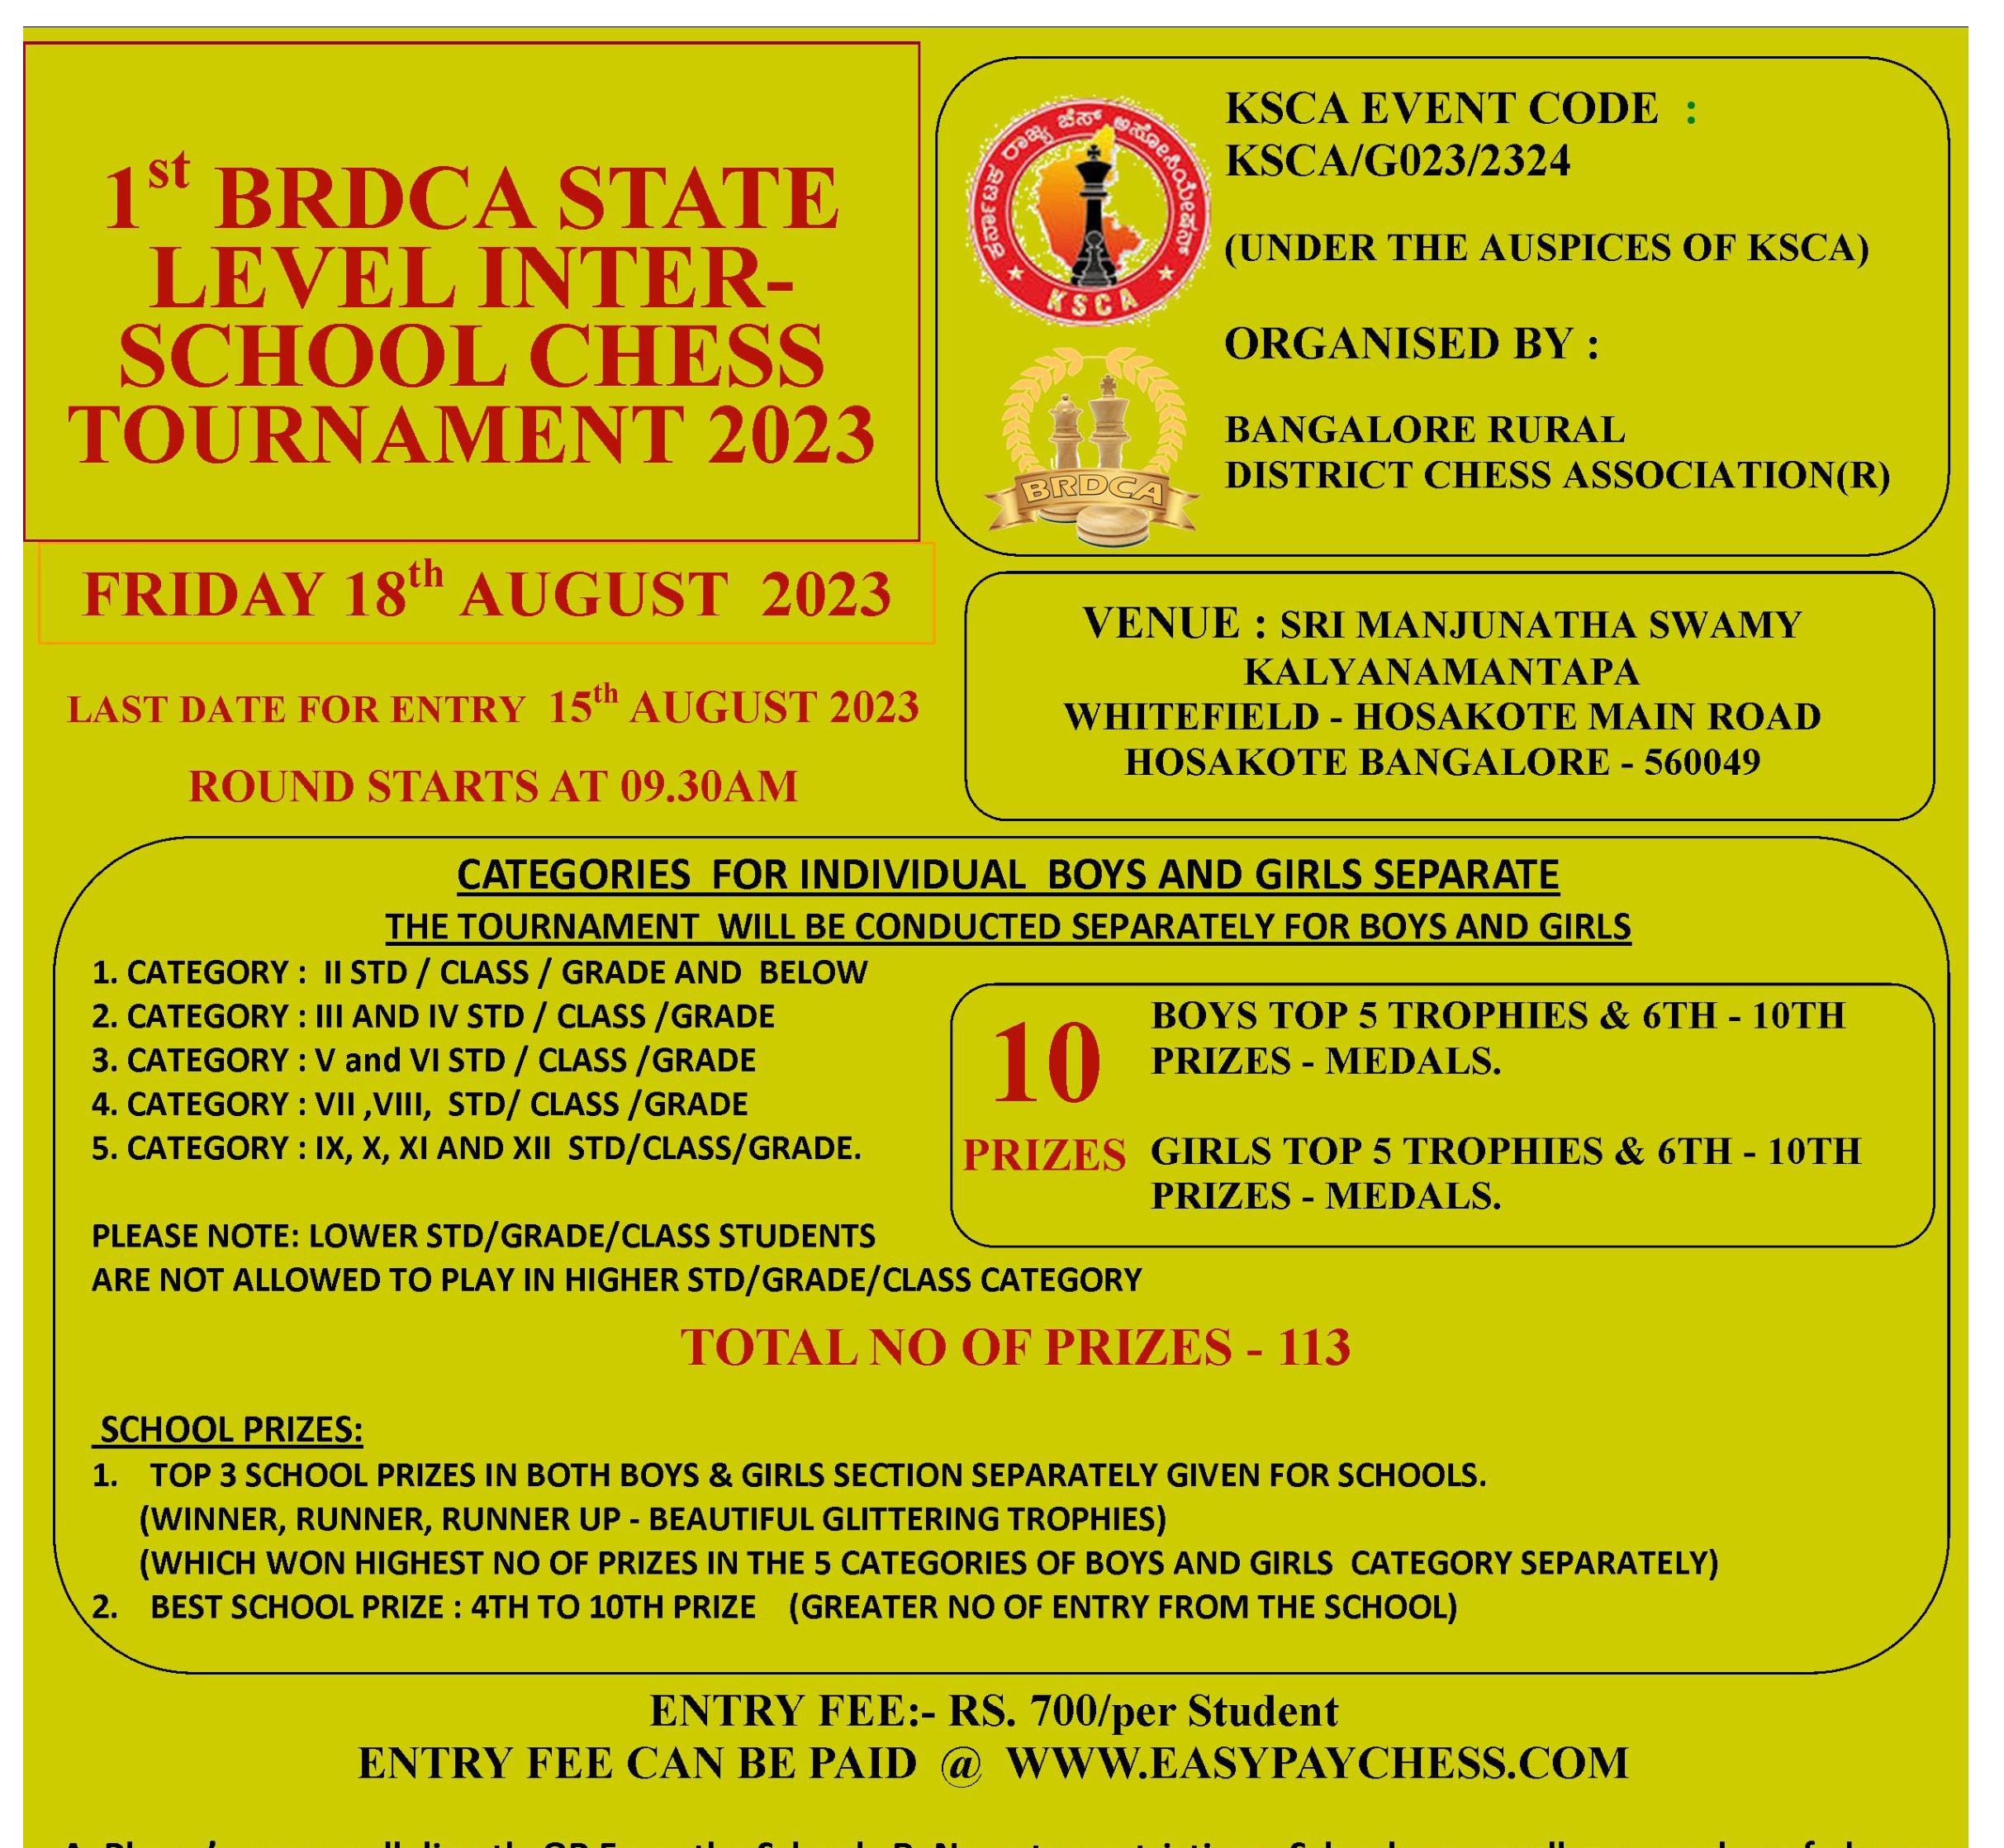 1st BRDCA STATE
LEVEL INTER-
SCHOOL CHESS
TOURNAMENT 2023
ಕರ್ನಾಟಕ ರಾಜ್ಯ ಚೆಸ್ ಅಸೋಸಿಯೇಷನ್
KSCA
KSCA EVENT CODE :
KSCA/G023/2324
(UNDER THE AUSPICES OF KSCA)
ORGANISED BY :
BRDCA
BANGALORE RURAL
DISTRICT CHESS ASSOCIATION(R)
FRIDAY 18th AUGUST 2023
LAST DATE FOR ENTRY 15th AUGUST 2023
ROUND STARTS AT 09.30AM
VENUE : SRI MANJUNATHA SWAMY
KALYANAMANTAPA
WHITEFIELD - HOSAKOTE MAIN ROAD
HOSAKOTE BANGALORE - 560049
CATEGORIES FOR INDIVIDUAL BOYS AND GIRLS SEPARATE
THE TOURNAMENT WILL BE CONDUCTED SEPARATELY FOR BOYS AND GIRLS
1. CATEGORY : II STD / CLASS / GRADE AND BELOW
2. CATEGORY : III AND IV STD / CLASS /GRADE
3. CATEGORY : V and VI STD / CLASS /GRADE
4. CATEGORY : VII ,VIII, STD/ CLASS /GRADE
5. CATEGORY : IX, X, XI AND XII STD/CLASS/GRADE.
10
PRIZES
BOYS TOP 5 TROPHIES & 6TH - 10TH
PRIZES - MEDALS.
GIRLS TOP 5 TROPHIES & 6TH - 10TH
PRIZES - MEDALS.
PLEASE NOTE: LOWER STD/GRADE/CLASS STUDENTS
ARE NOT ALLOWED TO PLAY IN HIGHER STD/GRADE/CLASS CATEGORY
TOTAL NO OF PRIZES - 113
SCHOOL PRIZES:
1. TOP 3 SCHOOL PRIZES IN BOTH BOYS & GIRLS SECTION SEPARATELY GIVEN FOR SCHOOLS.
(WINNER, RUNNER, RUNNER UP - BEAUTIFUL GLITTERING TROPHIES)
(WHICH WON HIGHEST NO OF PRIZES IN THE 5 CATEGORIES OF BOYS AND GIRLS CATEGORY SEPARATELY)
2. BEST SCHOOL PRIZE : 4TH TO 10TH PRIZE (GREATER NO OF ENTRY FROM THE SCHOOL)
ENTRY FEE:- RS. 700/per Student
ENTRY FEE CAN BE PAID @ WWW.EASYPAYCHESS.COM